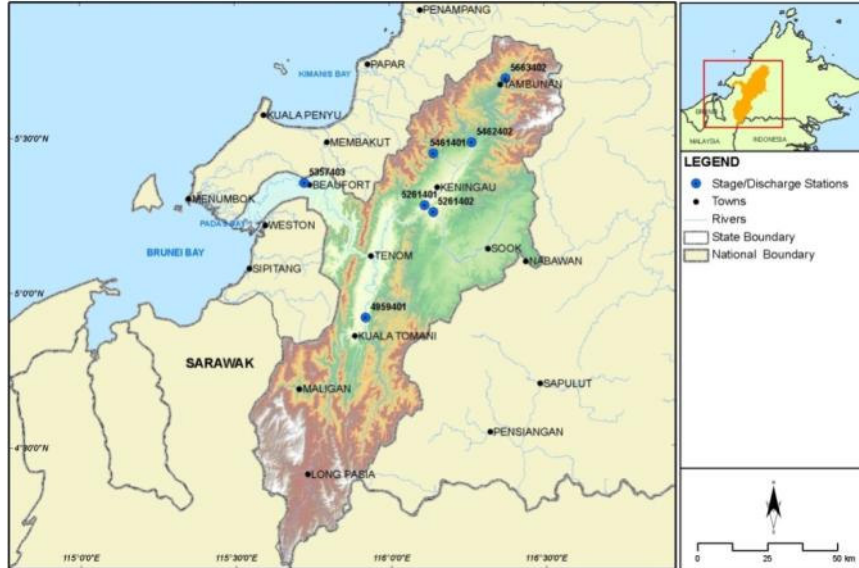 PENAMPANG
KIMANIS BAY
PAPAR
5663402
TAMBUNAN
KUALA PENYU
5°30'0"N
MEMBAKUT
5461401
5462402
5357403
BEAUFORT
KENINGAU
MENUMBOK
5261401
5261402
PADAS BAY
WESTON
BRUNEI BAY
SOOK
TENOM
NABAWAN
SIPITANG
5°0'0"N
4959401
KUALA TOMANI
SARAWAK
SAPULUT
MALIGAN
PENSIANGAN
4°30'0"N
LONG PASIA
115°0'0"E
115°30'0"E
116°0'0"E
116°30'0"E
BRUNEI
MALAYSIA
INDONESIA
LEGEND
Stage/Discharge Stations
Towns
Rivers
State Boundary
National Boundary
0 25 50 km